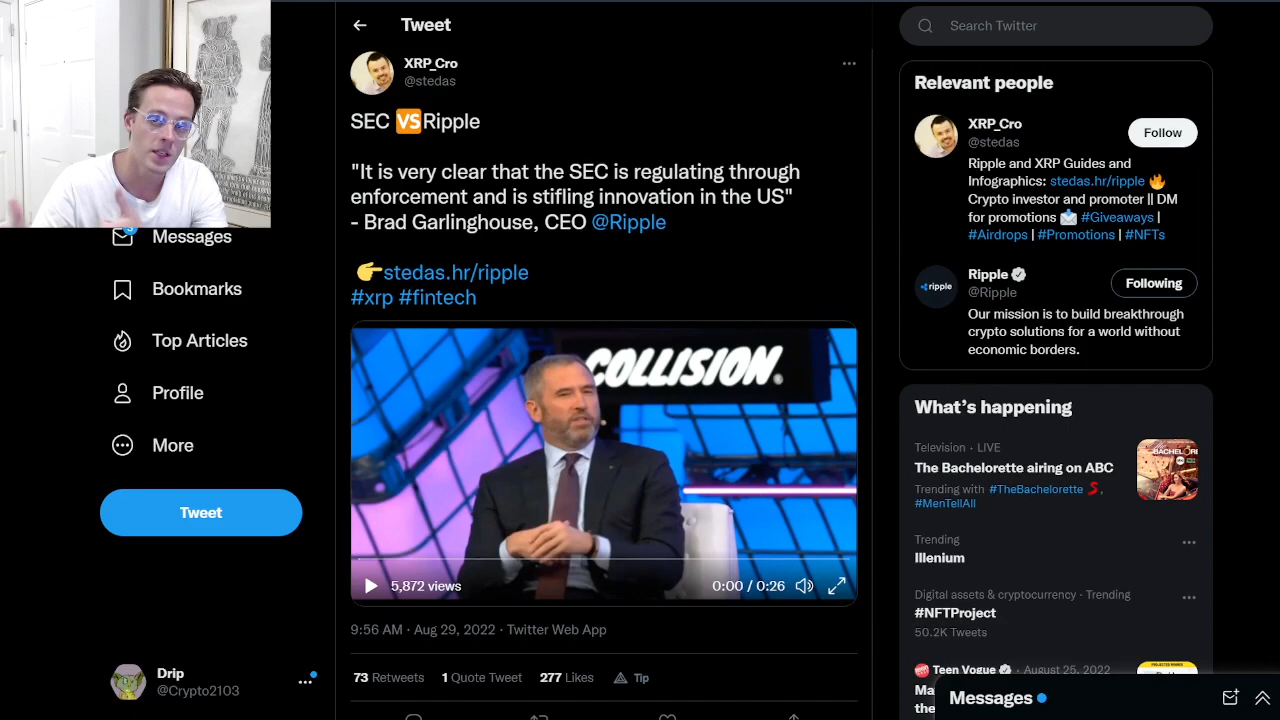 Tweet
Search Twitter
XRP_Cro
@stedas
SEC VS Ripple
"It is very clear that the SEC is regulating through
enforcement and is stifling innovation in the US"
- Brad Garlinghouse, CEO @Ripple
👉stedas.hr/ripple
#xrp #fintech
COLLISION.
5,872 views
0:00 / 0:26
9:56 AM · Aug 29, 2022 · Twitter Web App
73 Retweets 1 Quote Tweet 277 Likes Tip
3
Messages
Bookmarks
Top Articles
Profile
More
Tweet
Drip
@Crypto2103
Relevant people
XRP_Cro
@stedas
Follow
Ripple and XRP Guides and
Infographics: stedas.hr/ripple 🔥
Crypto investor and promoter || DM
for promotions 📩 #Giveaways |
#Airdrops | #Promotions | #NFTs
Ripple
@Ripple
Following
ripple
Our mission is to build breakthrough
crypto solutions for a world without
economic borders.
What's happening
Television · LIVE
The Bachelorette airing on ABC
Trending with #TheBachelorette,
#MenTellAll
Trending
Illenium
Digital assets & cryptocurrency · Trending
#NFTProject
50.2K Tweets
Teen Vogue · August 25, 2022
Ma
the
Messages